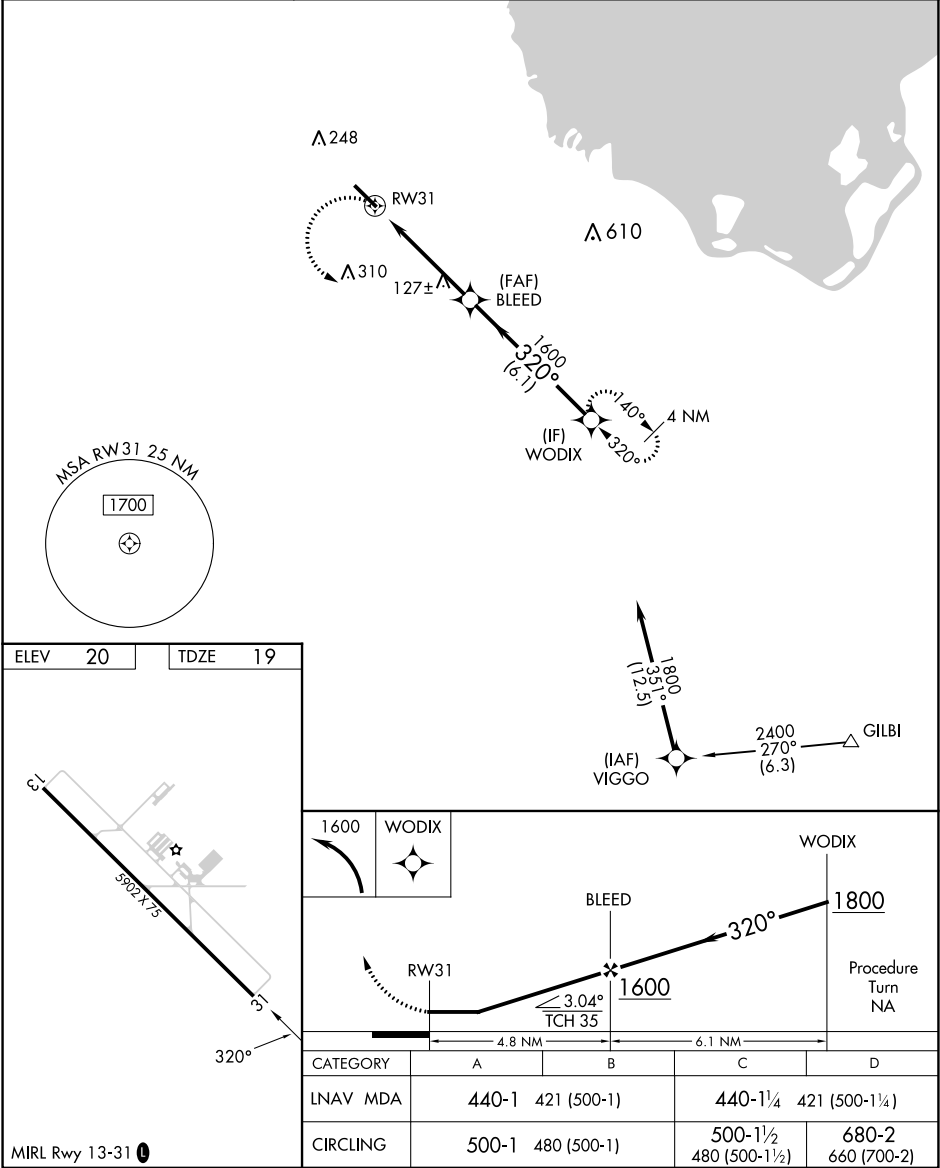 248
RW31
610
310
127±
(FAF)
BLEED
1600
320°
(6.1)
140°
4 NM
320°
(IF)
WODIX
MSA RW31 25 NM
1700
1800
351°
(12.5)
2400
270°
(6.3)
GILBI
(IAF)
VIGGO
ELEV 20
TDZE 19
13
5902 X 75
31
320°
MIRL Rwy 13-31 L
1600
WODIX
WODIX
BLEED
1800
320°
RW31
1600
3.04°
TCH 35
Procedure
Turn
NA
4.8 NM
6.1 NM
CATEGORY A B C D
LNAV MDA 440-1 421 (500-1) 440-1¼ 421 (500-1¼)
CIRCLING 500-1 480 (500-1) 500-1½ 480 (500-1½) 680-2 660 (700-2)